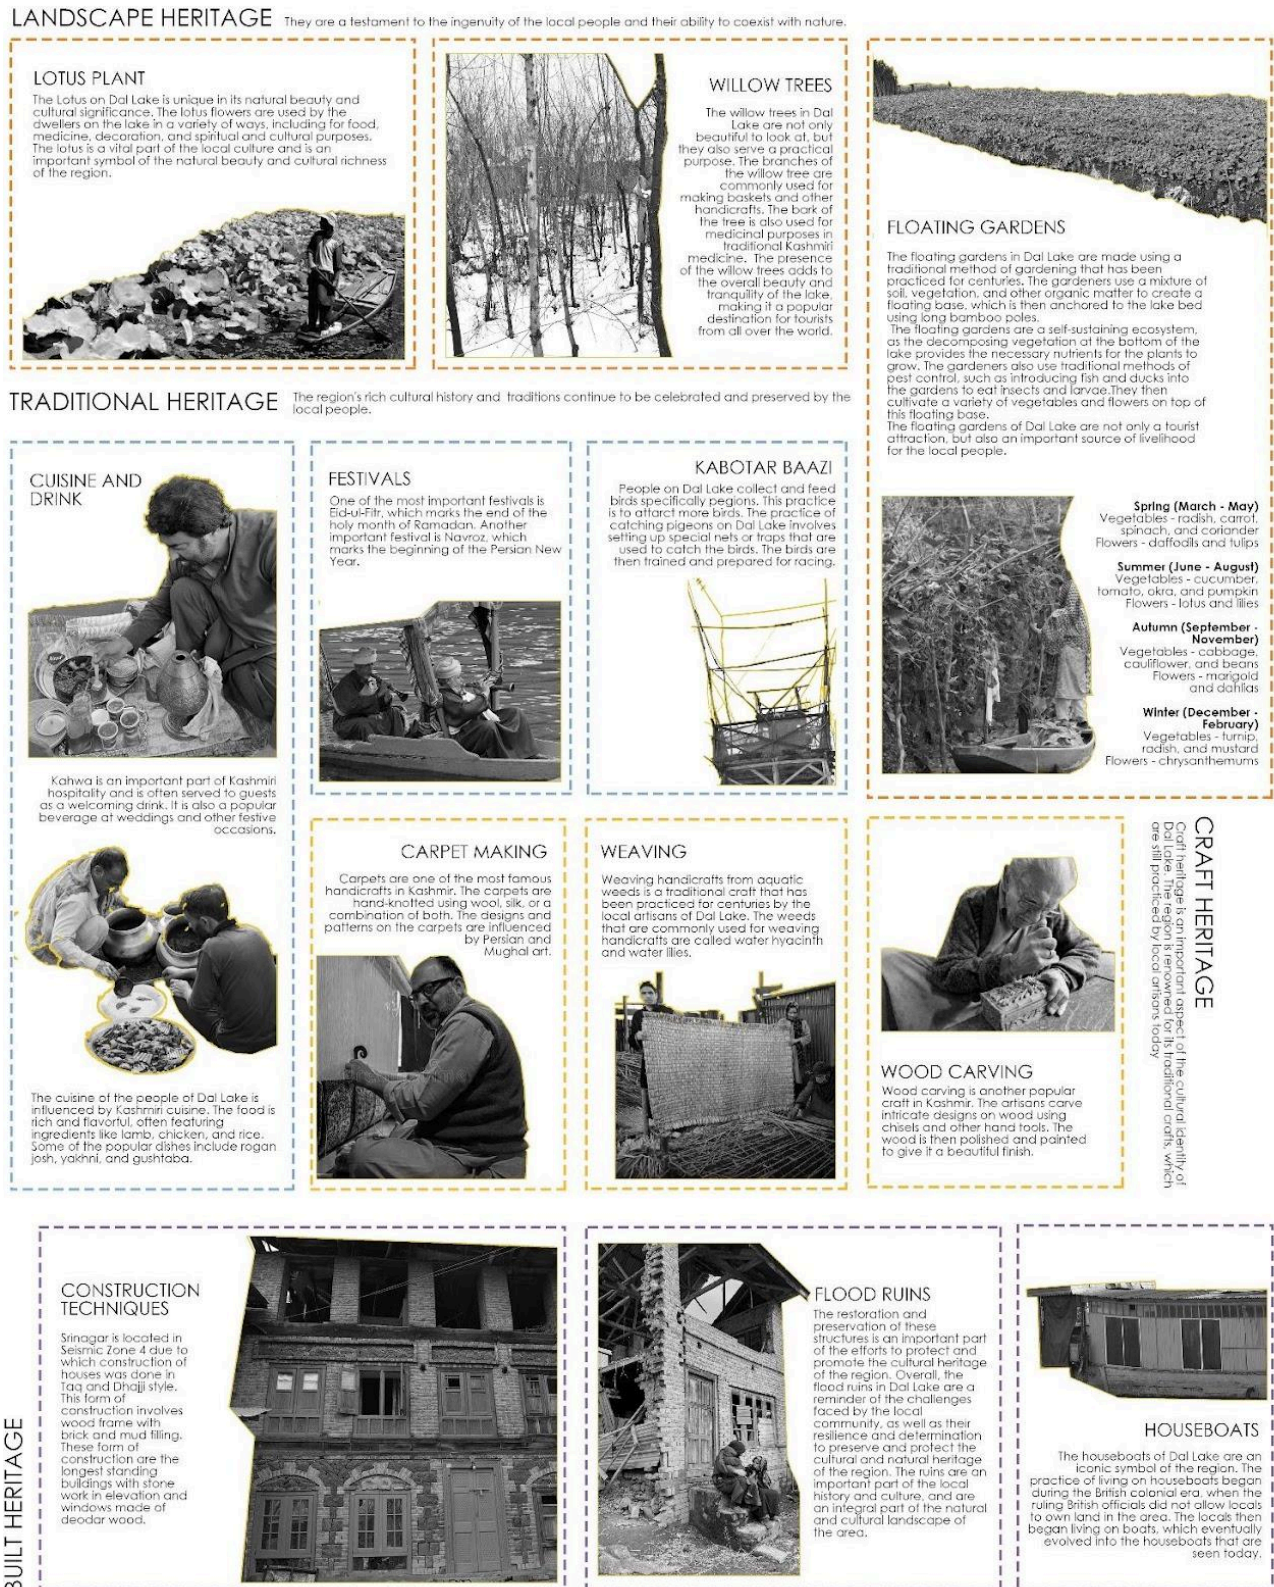 LANDSCAPE HERITAGE
They are a testament to the ingenuity of the local people and their ability to coexist with nature.
LOTUS PLANT
The Lotus on Dal Lake is unique in its natural beauty and
cultural significance. The lotus flowers are used by the
dwellers on the lake in a variety of ways, including for food,
medicine, decoration, and spiritual and cultural purposes.
The lotus is a vital part of the local culture and is an
important symbol of the natural beauty and cultural richness
of the region.
WILLOW TREES
The willow trees in Dal
Lake are not only
beautiful to look at, but
they also serve a practical
purpose. The branches of
the willow tree are
commonly used for
making baskets and other
handicrafts. The bark of
the tree is also used for
medicinal purposes in
traditional Kashmiri
medicine. The presence
of the willow trees adds to
the overall beauty and
tranquility of the lake,
making it a popular
destination for tourists
from all over the world.
FLOATING GARDENS
The floating gardens in Dal Lake are made using a
traditional method of gardening that has been
practiced for centuries. The gardeners use a mixture of
soil, vegetation, and other organic matter to create a
floating base, which is then anchored to the lake bed
using long bamboo poles.
The floating gardens are a self-sustaining ecosystem,
as the decomposing vegetation at the bottom of the
lake provides the necessary nutrients for the plants to
grow. The gardeners also use traditional methods of
pest control, such as introducing fish and ducks into
the gardens to eat insects and larvae.They then
cultivate a variety of vegetables and flowers on top of
this floating base.
The floating gardens of Dal Lake are not only a tourist
attraction, but also an important source of livelihood
for the local people.
Spring (March - May)
Vegetables - radish, carrot,
spinach, and coriander
Flowers - daffodils and tulips
Summer (June - August)
Vegetables - cucumber,
tomato, okra, and pumpkin
Flowers - lotus and lilies
Autumn (September -
November)
Vegetables - cabbage,
cauliflower, and beans
Flowers - marigold
and dahlias
Winter (December -
February)
Vegetables - turnip,
radish, and mustard
Flowers - chrysanthemums
TRADITIONAL HERITAGE
The region's rich cultural history and traditions continue to be celebrated and preserved by the
local people.
CUISINE AND
DRINK
Kahwa is an important part of Kashmiri
hospitality and is often served to guests
as a welcoming drink. It is also a popular
beverage at weddings and other festive
occasions.
The cuisine of the people of Dal Lake is
influenced by Kashmiri cuisine. The food is
rich and flavorful, often featuring
ingredients like lamb, chicken, and rice.
Some of the popular dishes include rogan
josh, yakhni, and gushtaba.
FESTIVALS
One of the most important festivals is
Eid-ul-Fitr, which marks the end of the
holy month of Ramadan. Another
important festival is Navroz, which
marks the beginning of the Persian New
Year.
KABOTAR BAAZI
People on Dal Lake collect and feed
birds specifically pegions. This practice
is to attarct more birds. The practice of
catching pigeons on Dal Lake involves
setting up special nets or traps that are
used to catch the birds. The birds are
then trained and prepared for racing.
CARPET MAKING
Carpets are one of the most famous
handicrafts in Kashmir. The carpets are
hand-knotted using wool, silk, or a
combination of both. The designs and
patterns on the carpets are influenced
by Persian and
Mughal art.
WEAVING
Weaving handicrafts from aquatic
weeds is a traditional craft that has
been practiced for centuries by the
local artisans of Dal Lake. The weeds
that are commonly used for weaving
handicrafts are called water hyacinth
and water lilies.
WOOD CARVING
Wood carving is another popular
craft in Kashmir. The artisans carve
intricate designs on wood using
chisels and other hand tools. The
wood is then polished and painted
to give it a beautiful finish.
CRAFT HERITAGE
Craft heritage is an important aspect of the cultural identity of
Dal Lake. The region is renowned for its traditional crafts, which
are still practiced by local artisans today
BUILT HERITAGE
CONSTRUCTION
TECHNIQUES
Srinagar is located in
Seismic Zone 4 due to
which construction of
houses was done in
Taq and Dhajji style.
This form of
construction involves
wood frame with
brick and mud filling.
These form of
construction are the
longest standing
buildings with stone
work in elevation and
windows made of
deodar wood.
FLOOD RUINS
The restoration and
preservation of these
structures is an important part
of the efforts to protect and
promote the cultural heritage
of the region. Overall, the
flood ruins in Dal Lake are a
reminder of the challenges
faced by the local
community, as well as their
resilience and determination
to preserve and protect the
cultural and natural heritage
of the region. The ruins are an
important part of the local
history and culture, and are
an integral part of the natural
and cultural landscape of
the area.
HOUSEBOATS
The houseboats of Dal Lake are an
iconic symbol of the region. The
practice of living on houseboats began
during the British colonial era, when the
ruling British officials did not allow locals
to own land in the area. The locals then
began living on boats, which eventually
evolved into the houseboats that are
seen today.